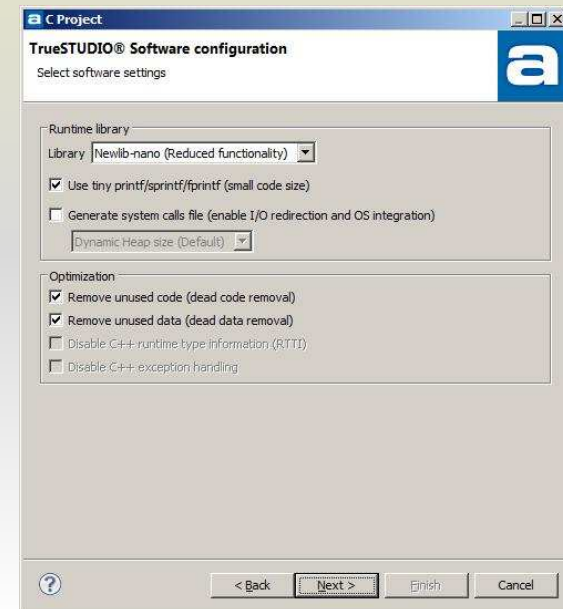 C Project
TrueSTUDIO® Software configuration
Select software settings
a
Runtime library
Library Newlib-nano (Reduced functionality)
Use tiny printf/sprintf/fprintf (small code size)
Generate system calls file (enable I/O redirection and OS integration)
Dynamic Heap size (Default)
Optimization
Remove unused code (dead code removal)
Remove unused data (dead data removal)
Disable C++ runtime type information (RTTI)
Disable C++ exception handling
? < Back Next > Finish Cancel